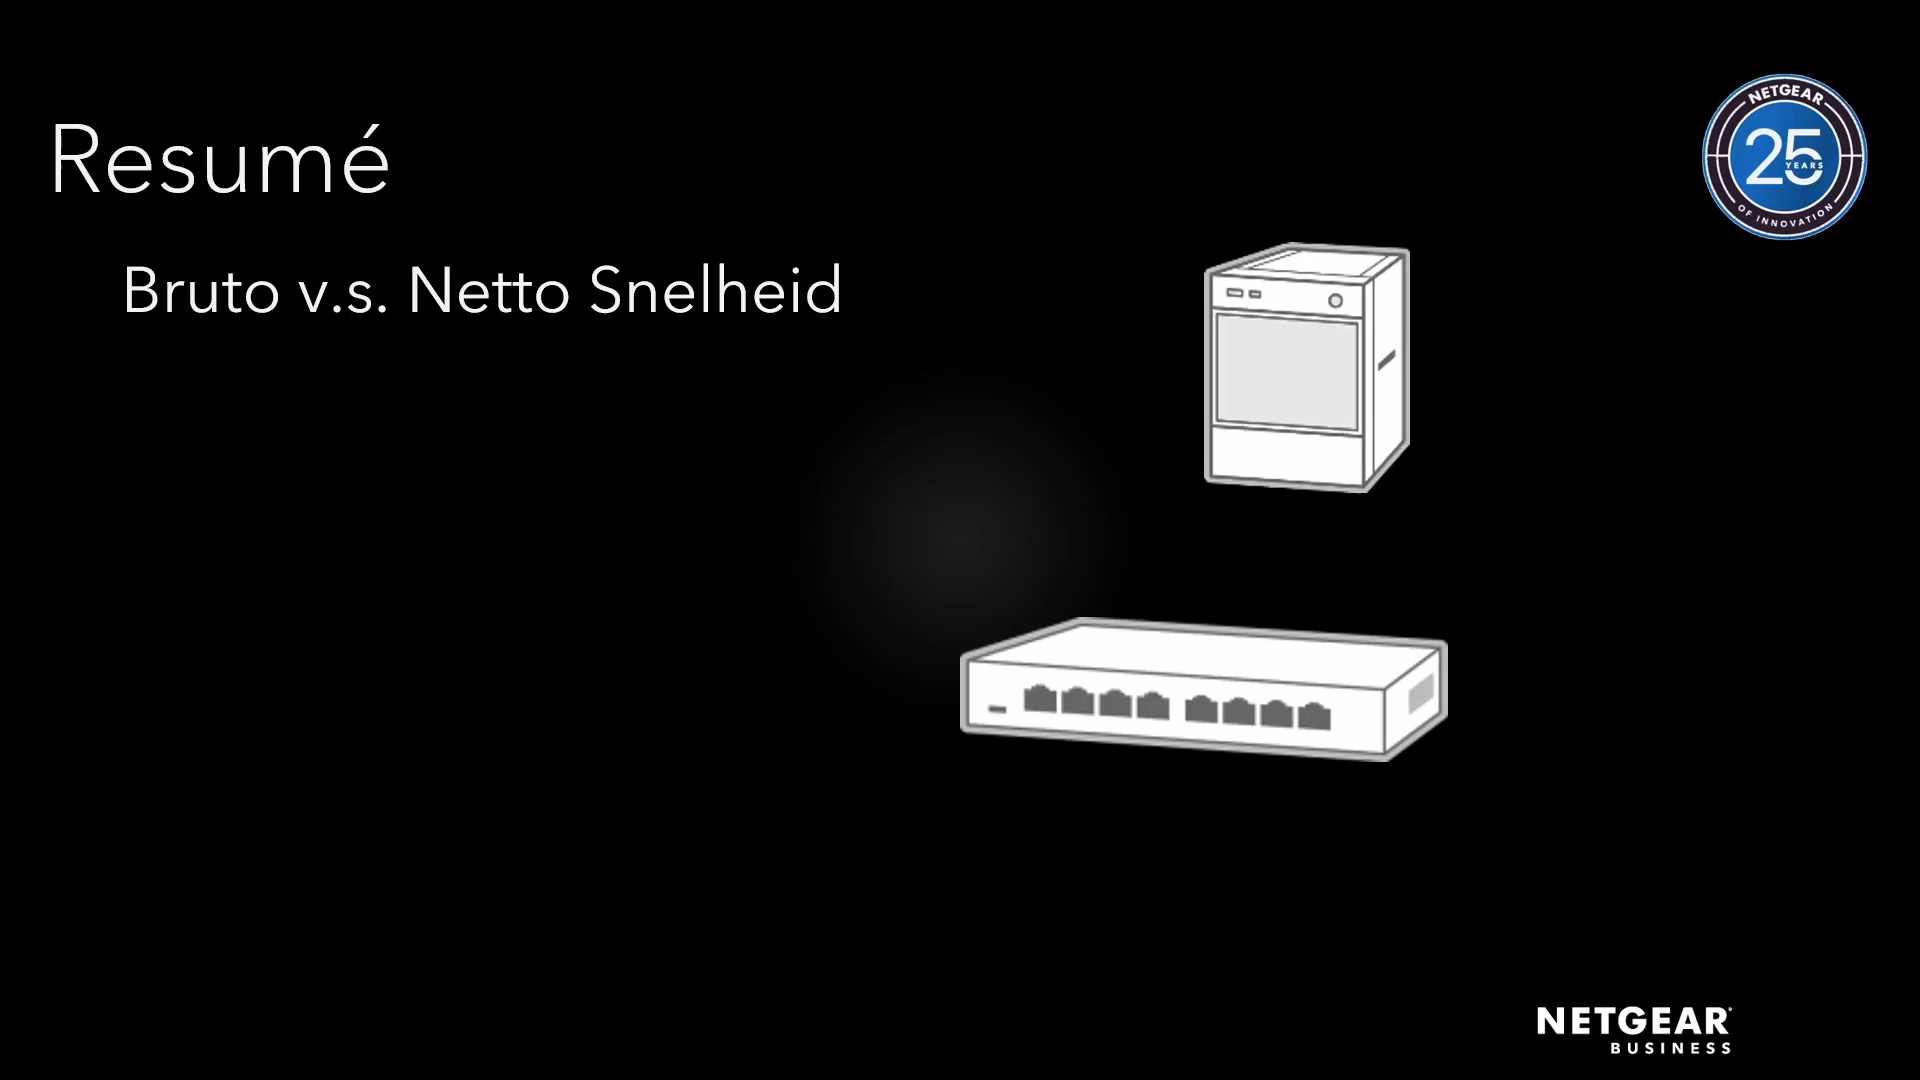 Resumé
Bruto v.s. Netto Snelheid
NETGEAR
25
YEARS
OF INNOVATION
NETGEAR
BUSINESS